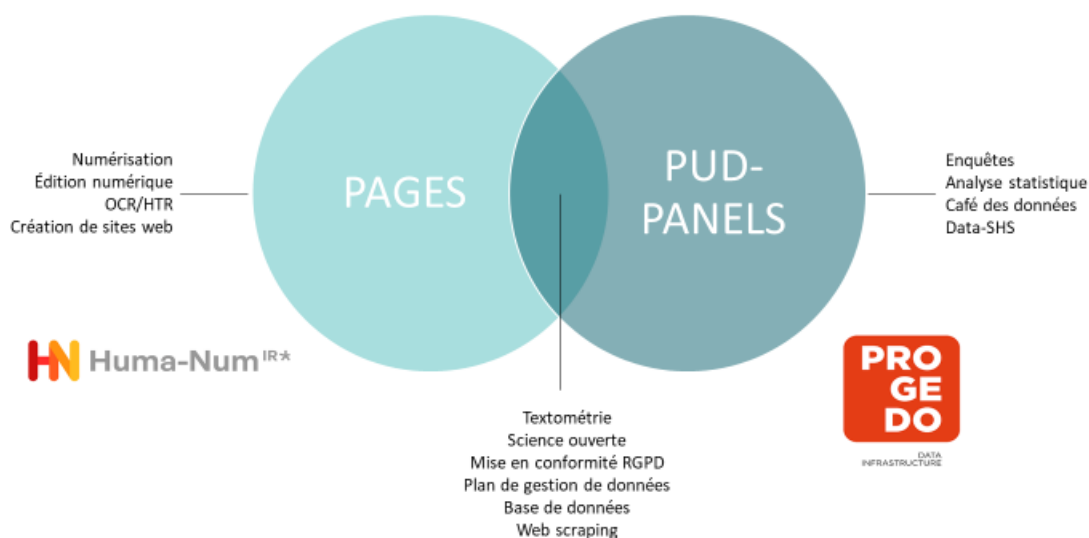 Numérisation
Édition numérique
OCR/HTR
Création de sites web
PAGES
PUD-
PANELS
Enquêtes
Analyse statistique
Café des données
Data-SHS
HN Huma-Num IR*
PRO
GE
DO
DATA
INFRASTRUCTURE
Textométrie
Science ouverte
Mise en conformité RGPD
Plan de gestion de données
Base de données
Web scraping